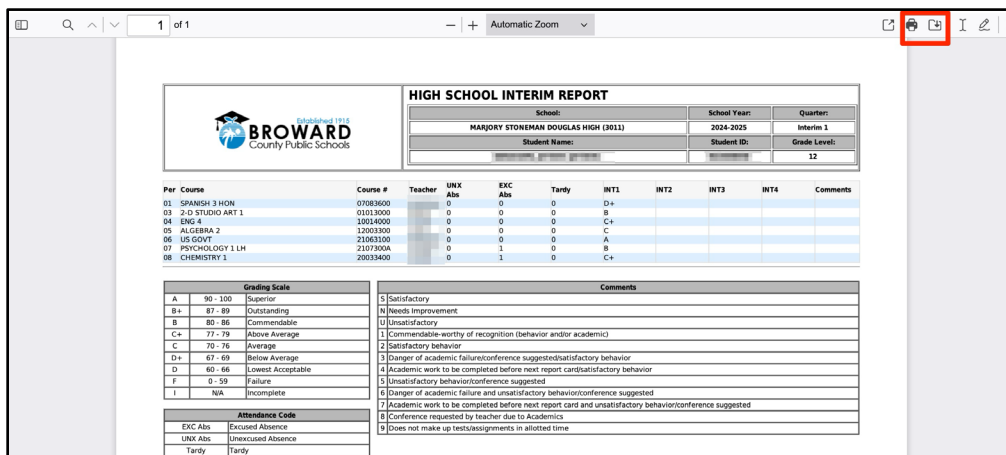 1 of 1 Automatic Zoom
Established 1915
BROWARD
County Public Schools
HIGH SCHOOL INTERIM REPORT
School: School Year: Quarter:
MARJORY STONEMAN DOUGLAS HIGH (3011) 2024-2025 Interim 1
Student Name: Student ID: Grade Level:
12
Per Course Course # Teacher UNX Abs EXC Abs Tardy INT1 INT2 INT3 INT4 Comments
01 SPANISH 3 HON 07083600 0 0 0 D+
03 2-D STUDIO ART 1 01013000 0 0 0 B
04 ENG 4 10014000 0 0 0 C+
05 ALGEBRA 2 12003300 0 0 0 C
06 US GOVT 21063100 0 0 0 A
07 PSYCHOLOGY 1 LH 2107300A 0 1 0 B
08 CHEMISTRY 1 20033400 0 1 0 C+
Grading Scale
A 90 - 100 Superior
B+ 87 - 89 Outstanding
B 80 - 86 Commendable
C+ 77 - 79 Above Average
C 70 - 76 Average
D+ 67 - 69 Below Average
D 60 - 66 Lowest Acceptable
F 0 - 59 Failure
I N/A Incomplete
Attendance Code
EXC Abs Excused Absence
UNX Abs Unexcused Absence
Tardy Tardy
Comments
S Satisfactory
N Needs Improvement
U Unsatisfactory
1 Commendable-worthy of recognition (behavior and/or academic)
2 Satisfactory behavior
3 Danger of academic failure/conference suggested/satisfactory behavior
4 Academic work to be completed before next report card/satisfactory behavior
5 Unsatisfactory behavior/conference suggested
6 Danger of academic failure and unsatisfactory behavior/conference suggested
7 Academic work to be completed before next report card and unsatisfactory behavior/conference suggested
8 Conference requested by teacher due to Academics
9 Does not make up tests/assignments in allotted time